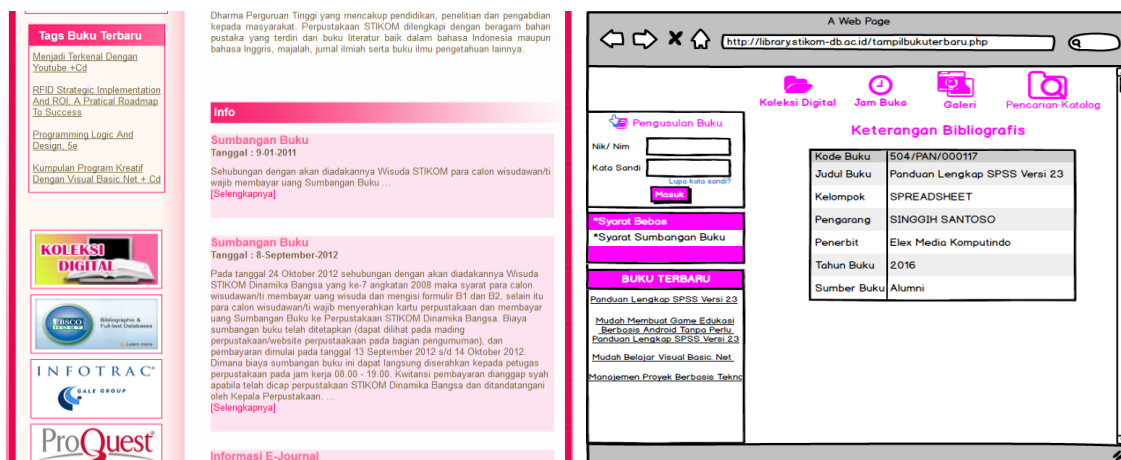 Tags Buku Terbaru
Menjadi Terkenal Dengan
Youtube +Cd
RFID Strategic Implementation
And ROI: A Pratical Roadmap
To Success
Programming Logic And
Design, 5e
Kumpulan Program Kreatif
Dengan Visual Basic.Net + Cd
KOLEKSI
DIGITAL
EBSCO
HOST
Bibliographic &
Full-text Databases
Learn more
INFOTRAC
GALE GROUP
ProQuest
Dharma Perguruan Tinggi yang mencakup pendidikan, penelitian dan pengabdian
kepada masyarakat. Perpustakaan STIKOM dilengkapi dengan beragam bahan
pustaka yang terdiri dari buku literatur baik dalam bahasa Indonesia maupun
bahasa Inggris, majalah, jurnal ilmiah serta buku ilmu pengetahuan lainnya.
Info
Sumbangan Buku
Tanggal : 9-01-2011
Sehubungan dengan akan diadakannya Wisuda STIKOM para calon wisudawan/ti
wajib membayar uang Sumbangan Buku ...
[Selengkapnya]
Sumbangan Buku
Tanggal : 8-September-2012
Pada tanggal 24 Oktober 2012 sehubungan dengan akan diadakannya Wisuda
STIKOM Dinamika Bangsa yang ke-7 angkatan 2008 maka syarat para calon
wisudawan/ti membayar uang wisuda dan mengisi formulir B1 dan B2, selain itu
para calon wisudawan/ti wajib menyerahkan kartu perpustakaan dan membayar
uang Sumbangan Buku ke Perpustakaan STIKOM Dinamika Bangsa. Biaya
sumbangan buku telah ditetapkan (dapat dilihat pada mading
perpustakaan/website perpustaakaan pada bagian pengumuman), dan
pembayaran dimulai pada tanggal 13 September 2012 s/d 14 Oktober 2012.
Dimana biaya sumbangan buku ini dapat langsung diserahkan kepada petugas
perpustakaan pada jam kerja 08.00 - 19.00. Kwitansi pembayaran dianggap syah
apabila telah dicap perpustakaan STIKOM Dinamika Bangsa dan ditandatangani
oleh Kepala Perpustakaan. ...
[Selengkapnya]
Informasi E-Journal
A Web Page
http://library.stikom-db.ac.id/tampilbukuterbaru.php
Koleksi Digital Jam Buka Galeri Pencarian Katalog
Pengusulan Buku
Nik/ Nim
Kata Sandi
Lupa kata sandi?
Masuk
*Syarat Bebas
*Syarat Sumbangan Buku
BUKU TERBARU
Panduan Lengkap SPSS Versi 23
Mudah Membuat Game Edukasi
Berbasis Android Tanpa Perlu
Panduan Lengkap SPSS Versi 23
Mudah Belajar Visual Basic. Net
Manajemen Proyek Berbasis Tekno
Keterangan Bibliografis
Kode Buku 504/PAN/000117
Judul Buku Panduan Lengkap SPSS Versi 23
Kelompok SPREADSHEET
Pengarang SINGGIH SANTOSO
Penerbit Elex Media Komputindo
Tahun Buku 2016
Sumber Buku Alumni